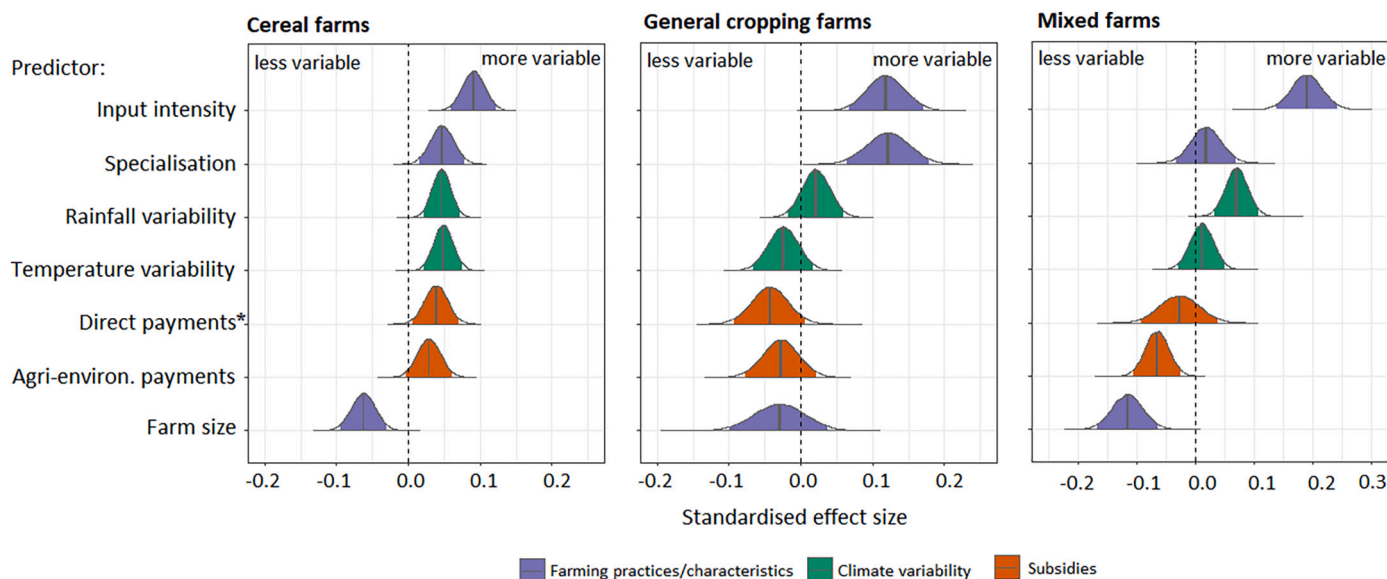 Cereal farms
General cropping farms
Mixed farms
Predictor:
less variable more variable
less variable more variable
less variable more variable
Input intensity
Specialisation
Rainfall variability
Temperature variability
Direct payments*
Agri-environ. payments
Farm size
-0.2 -0.1 0.0 0.1 0.2
-0.2 -0.1 0.0 0.1 0.2
-0.2 -0.1 0.0 0.1 0.2 0.3
Standardised effect size
Farming practices/characteristics
Climate variability
Subsidies